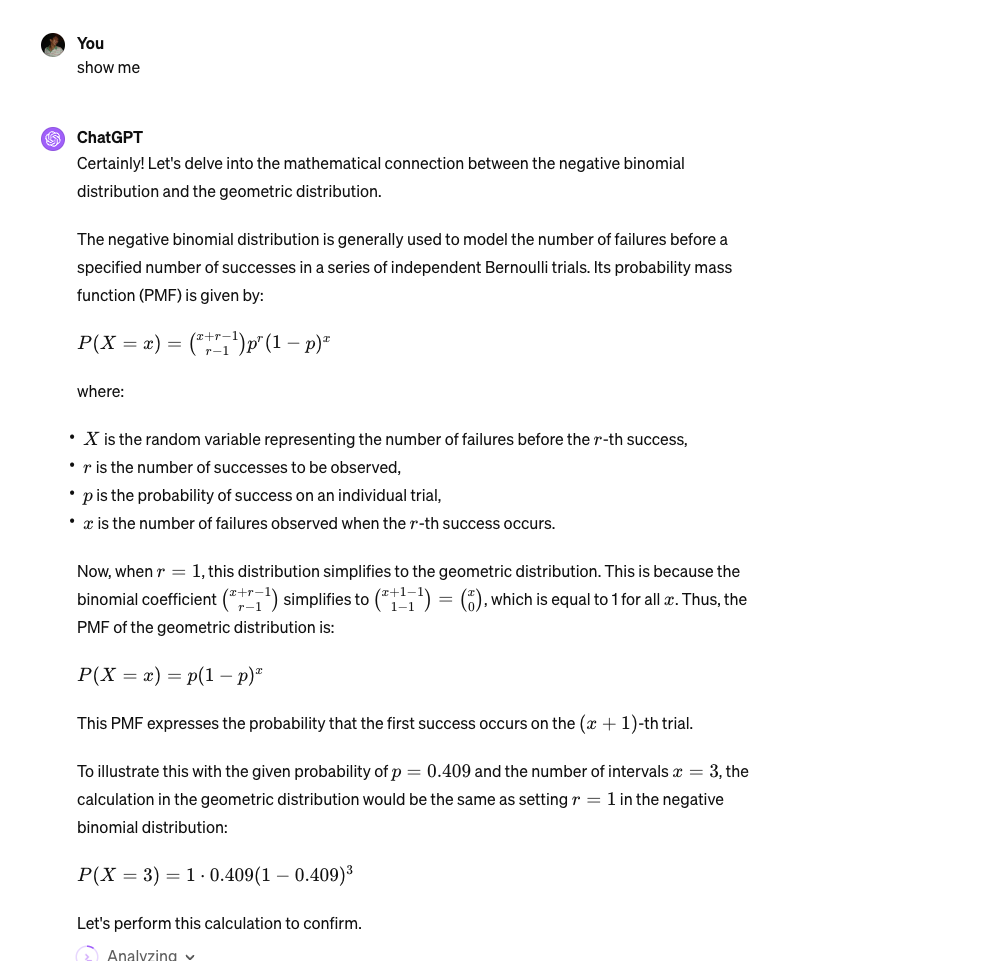 You
show me
ChatGPT
Certainly! Let's delve into the mathematical connection between the negative binomial
distribution and the geometric distribution.
The negative binomial distribution is generally used to model the number of failures before a
specified number of successes in a series of independent Bernoulli trials. Its probability mass
function (PMF) is given by:
P(X = x) = \binom{x+r−1}{r−1} p^r (1 − p)^x
where:
• X is the random variable representing the number of failures before the r-th success,
• r is the number of successes to be observed,
• p is the probability of success on an individual trial,
• x is the number of failures observed when the r-th success occurs.
Now, when r = 1, this distribution simplifies to the geometric distribution. This is because the
binomial coefficient \binom{x+r−1}{r−1} simplifies to \binom{x+1−1}{1−1} = \binom{x}{0}, which is equal to 1 for all x. Thus, the
PMF of the geometric distribution is:
P(X = x) = p(1 − p)^x
This PMF expresses the probability that the first success occurs on the (x + 1)-th trial.
To illustrate this with the given probability of p = 0.409 and the number of intervals x = 3, the
calculation in the geometric distribution would be the same as setting r = 1 in the negative
binomial distribution:
P(X = 3) = 1 · 0.409(1 − 0.409)^3
Let's perform this calculation to confirm.
Analyzing